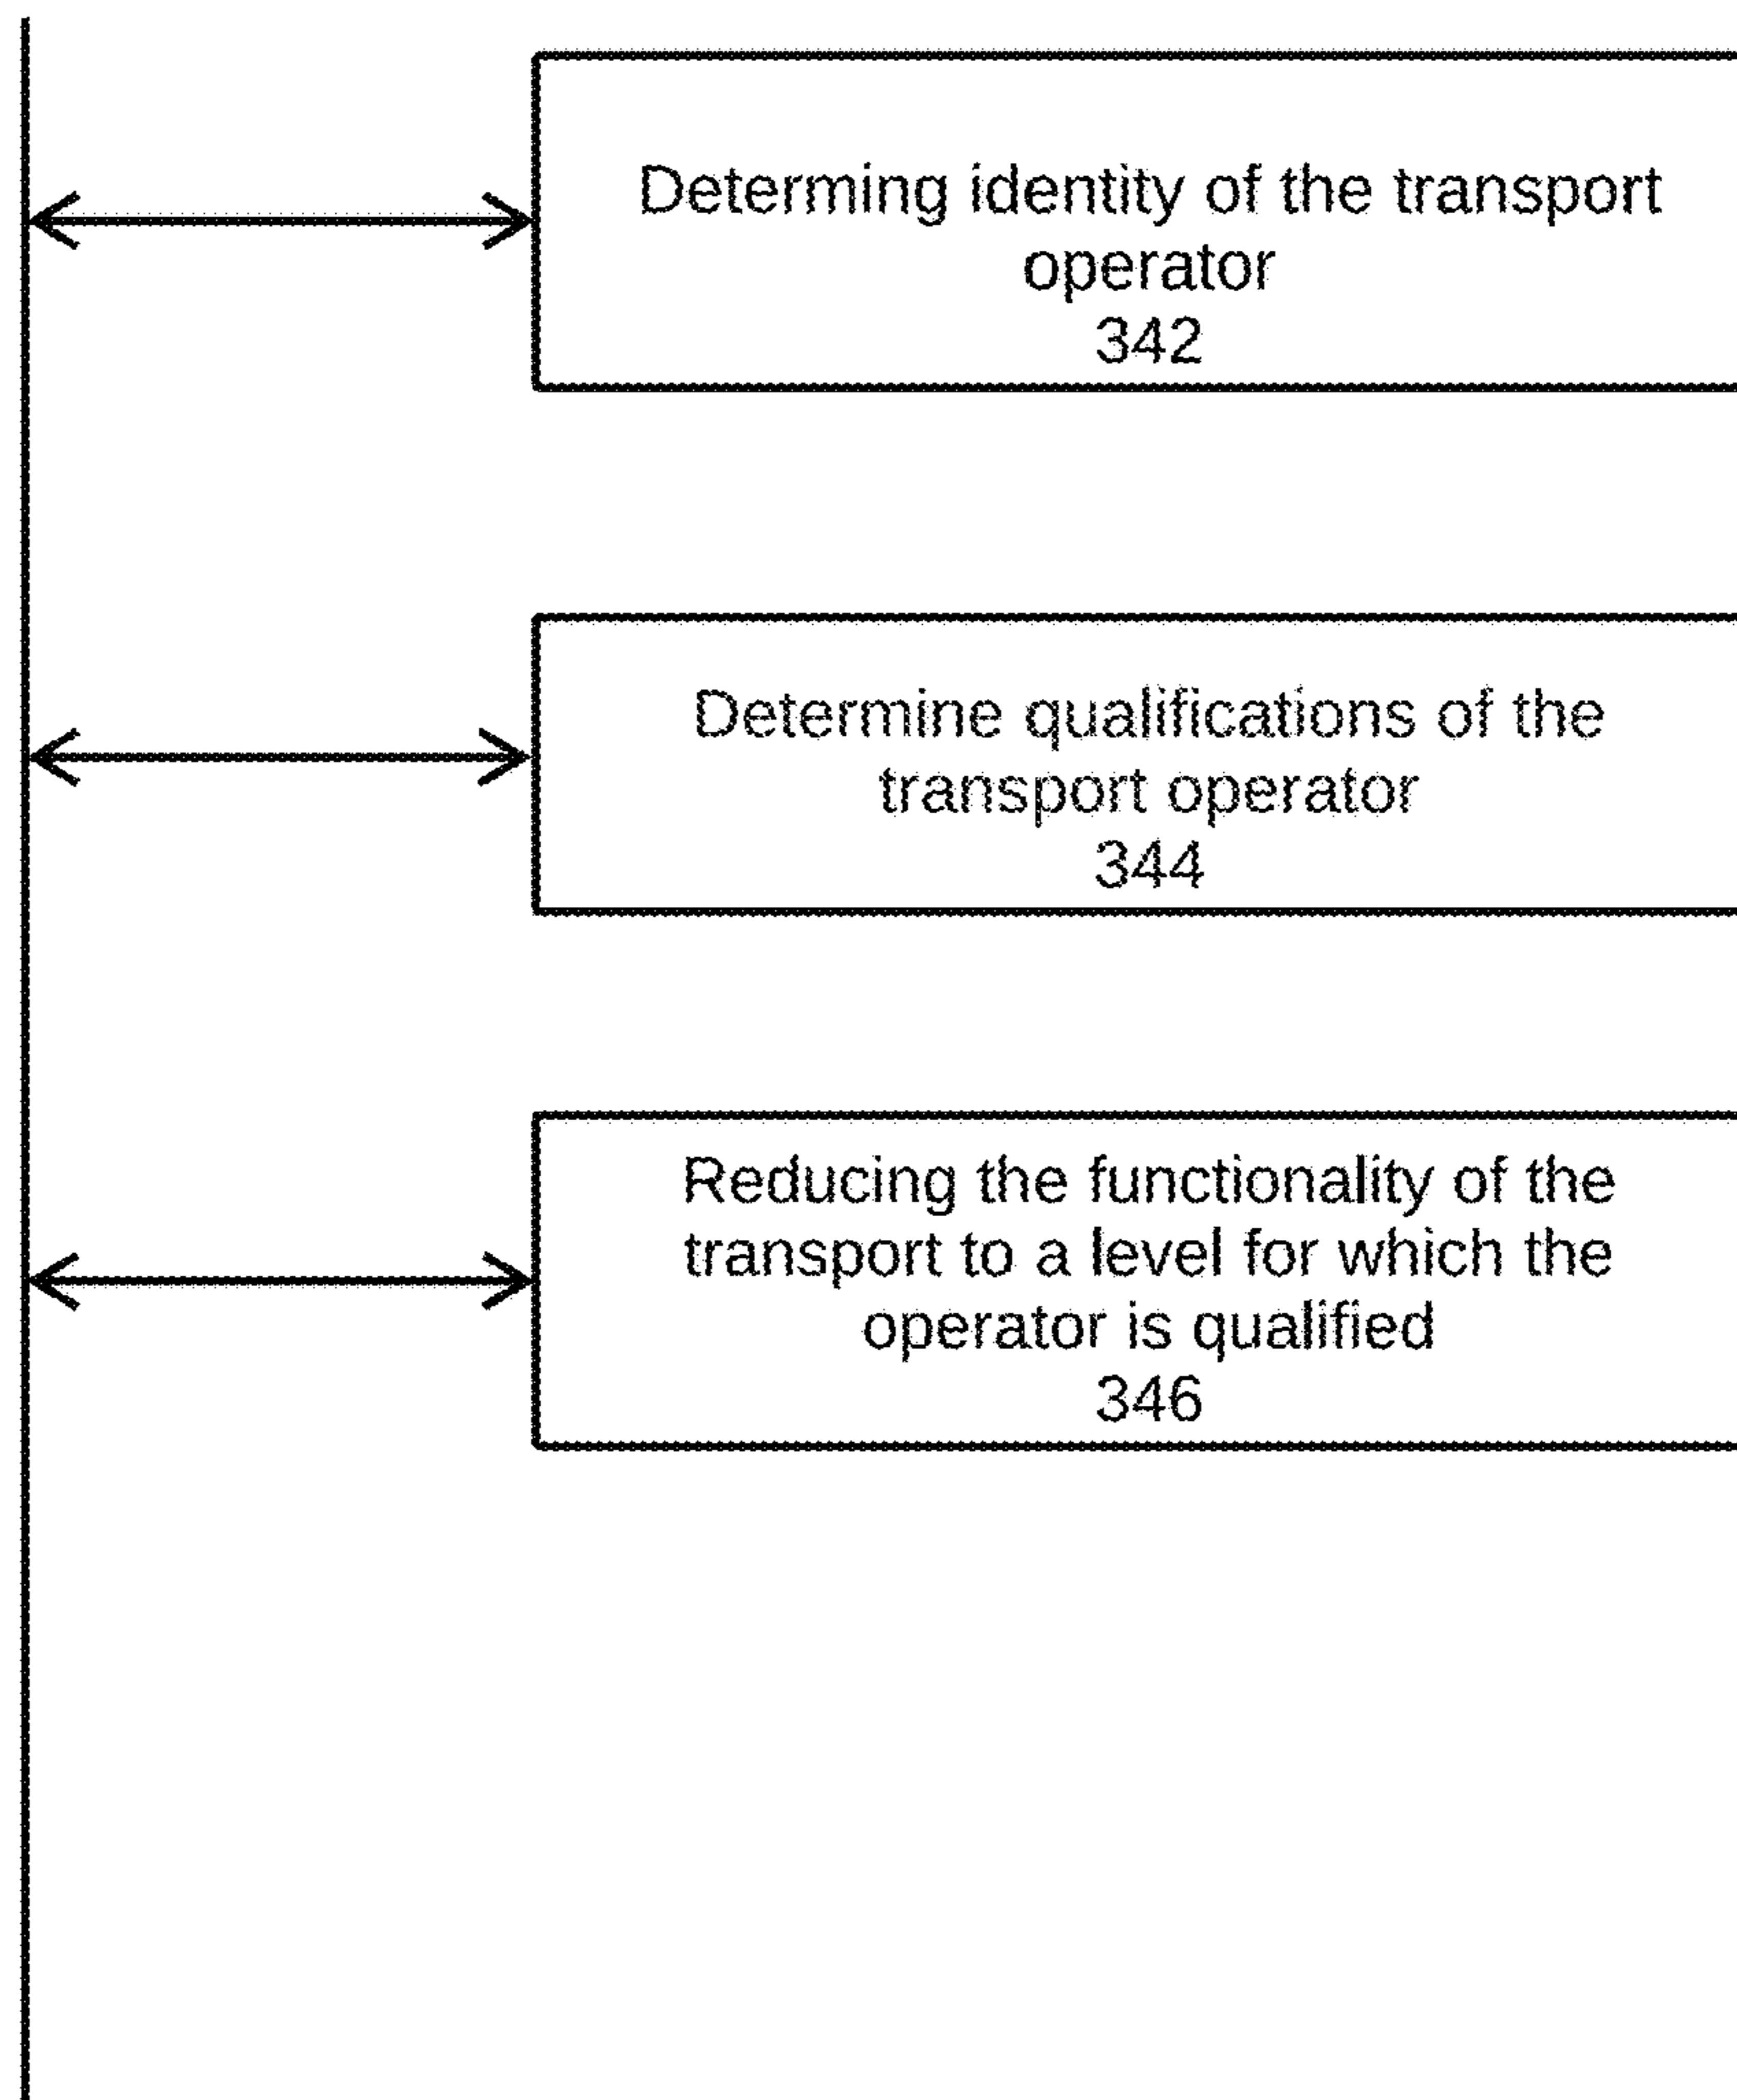 Determing identity of the transport
operator
342
Determine qualifications of the
transport operator
344
Reducing the functionality of the
transport to a level for which the
operator is qualified
346